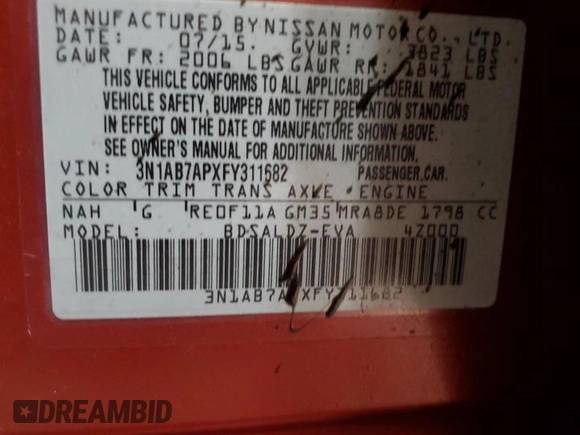 MANUFACTURED BY NISSAN MOTOR CO., LTD.
DATE: 07/15 GVWR: 3823 LBS
GAWR FR: 2006 LBS GAWR RR: 1841 LBS
THIS VEHICLE CONFORMS TO ALL APPLICABLE FEDERAL MOTOR
VEHICLE SAFETY, BUMPER AND THEFT PREVENTION STANDARDS
IN EFFECT ON THE DATE OF MANUFACTURE SHOWN ABOVE.
SEE OWNER'S MANUAL FOR ADDITIONAL INFORMATION.
VIN: 3N1AB7APXFY311682 PASSENGER CAR.
COLOR TRIM TRANS AXLE ENGINE
NAH G RE0F11A GM35 MRA8DE 1798 CC
MODEL: BDSALDZ-EVA 4Z000
3N1AB7APXFY311682
DREAMBID